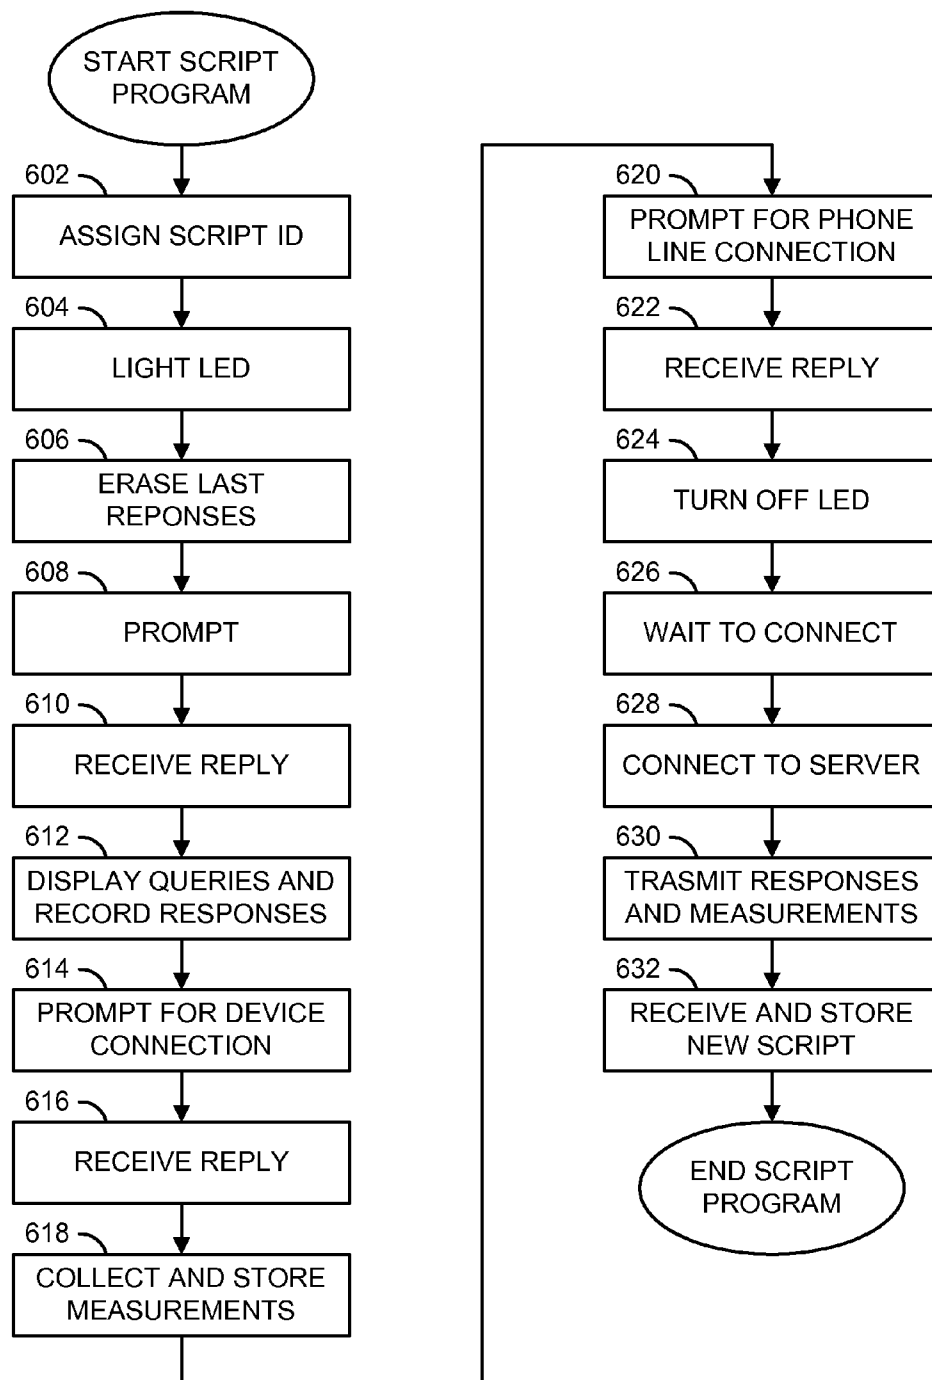 START SCRIPT
PROGRAM
602
ASSIGN SCRIPT ID
604
LIGHT LED
606
ERASE LAST
REPONSES
608
PROMPT
610
RECEIVE REPLY
612
DISPLAY QUERIES AND
RECORD RESPONSES
614
PROMPT FOR DEVICE
CONNECTION
616
RECEIVE REPLY
618
COLLECT AND STORE
MEASUREMENTS
620
PROMPT FOR PHONE
LINE CONNECTION
622
RECEIVE REPLY
624
TURN OFF LED
626
WAIT TO CONNECT
628
CONNECT TO SERVER
630
TRASMIT RESPONSES
AND MEASUREMENTS
632
RECEIVE AND STORE
NEW SCRIPT
END SCRIPT
PROGRAM